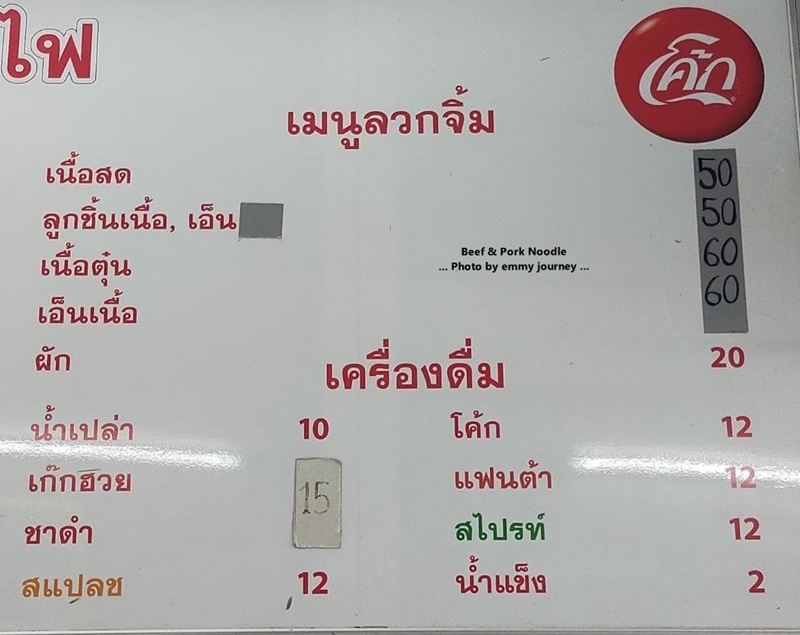 ไฟ
โค้ก
เมนูลวกจิ้ม
เนื้อสด 50
ลูกชิ้นเนื้อ, เอ็น 50
Beef & Pork Noodle
... Photo by emmy journey ...
เนื้อตุ๋น 60
เอ็นเนื้อ 60
ผัก 20
เครื่องดื่ม
น้ำเปล่า 10 โค้ก 12
เก๊กฮวย 15 แฟนต้า 12
ชาดำ สไปรท์ 12
สแปลช 12 น้ำแข็ง 2